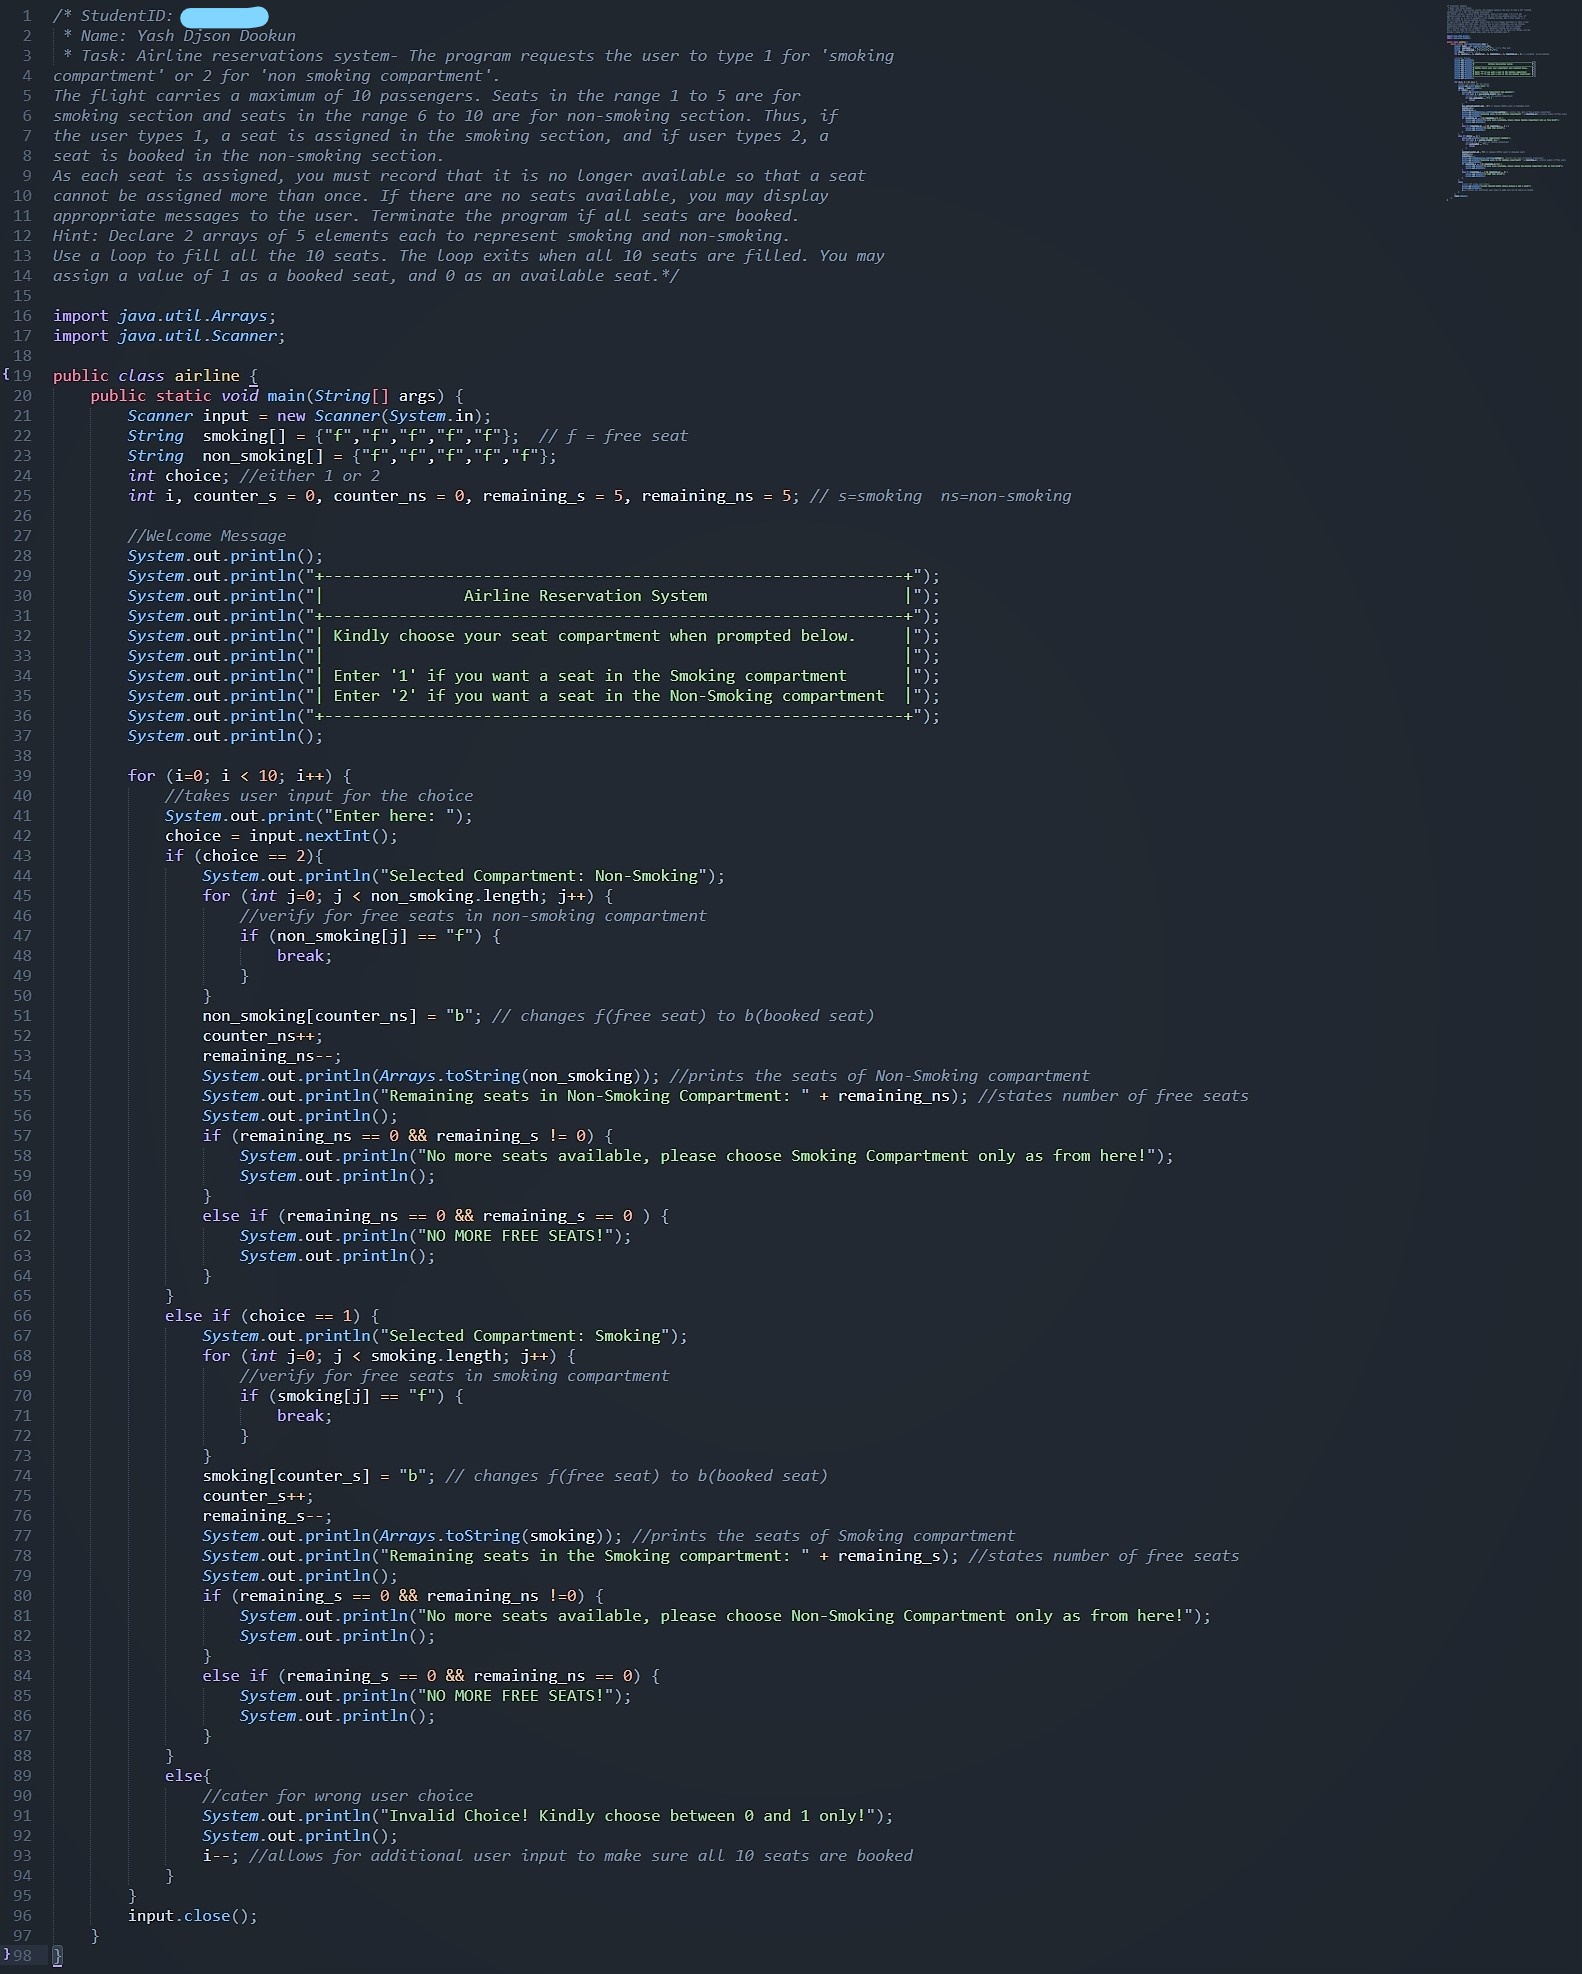 1 /* StudentID:
2  * Name: Yash Djson Dookun
3  * Task: Airline reservations system- The program requests the user to type 1 for 'smoking
4 compartment' or 2 for 'non smoking compartment'.
5 The flight carries a maximum of 10 passengers. Seats in the range 1 to 5 are for
6 smoking section and seats in the range 6 to 10 are for non-smoking section. Thus, if
7 the user types 1, a seat is assigned in the smoking section, and if user types 2, a
8 seat is booked in the non-smoking section.
9 As each seat is assigned, you must record that it is no longer available so that a seat
10 cannot be assigned more than once. If there are no seats available, you may display
11 appropriate messages to the user. Terminate the program if all seats are booked.
12 Hint: Declare 2 arrays of 5 elements each to represent smoking and non-smoking.
13 Use a loop to fill all the 10 seats. The loop exits when all 10 seats are filled. You may
14 assign a value of 1 as a booked seat, and 0 as an available seat.*/
15
16 import java.util.Arrays;
17 import java.util.Scanner;
18
{ 19 public class airline {
20     public static void main(String[] args) {
21         Scanner input = new Scanner(System.in);
22         String  smoking[] = {"f","f","f","f","f"};  // f = free seat
23         String  non_smoking[] = {"f","f","f","f","f"};
24         int choice; //either 1 or 2
25         int i, counter_s = 0, counter_ns = 0, remaining_s = 5, remaining_ns = 5; // s=smoking  ns=non-smoking
26
27         //Welcome Message
28         System.out.println();
29         System.out.println("+--------------------------------------------------------------+");
30         System.out.println("|               Airline Reservation System                     |");
31         System.out.println("+--------------------------------------------------------------+");
32         System.out.println("| Kindly choose your seat compartment when prompted below.     |");
33         System.out.println("|                                                              |");
34         System.out.println("| Enter '1' if you want a seat in the Smoking compartment      |");
35         System.out.println("| Enter '2' if you want a seat in the Non-Smoking compartment  |");
36         System.out.println("+--------------------------------------------------------------+");
37         System.out.println();
38
39         for (i=0; i < 10; i++) {
40             //takes user input for the choice
41             System.out.print("Enter here: ");
42             choice = input.nextInt();
43             if (choice == 2){
44                 System.out.println("Selected Compartment: Non-Smoking");
45                 for (int j=0; j < non_smoking.length; j++) {
46                     //verify for free seats in non-smoking compartment
47                     if (non_smoking[j] == "f") {
48                         break;
49                     }
50                 }
51                 non_smoking[counter_ns] = "b"; // changes f(free seat) to b(booked seat)
52                 counter_ns++;
53                 remaining_ns--;
54                 System.out.println(Arrays.toString(non_smoking)); //prints the seats of Non-Smoking compartment
55                 System.out.println("Remaining seats in Non-Smoking Compartment: " + remaining_ns); //states number of free seats
56                 System.out.println();
57                 if (remaining_ns == 0 && remaining_s != 0) {
58                     System.out.println("No more seats available, please choose Smoking Compartment only as from here!");
59                     System.out.println();
60                 }
61                 else if (remaining_ns == 0 && remaining_s == 0 ) {
62                     System.out.println("NO MORE FREE SEATS!");
63                     System.out.println();
64                 }
65             }
66             else if (choice == 1) {
67                 System.out.println("Selected Compartment: Smoking");
68                 for (int j=0; j < smoking.length; j++) {
69                     //verify for free seats in smoking compartment
70                     if (smoking[j] == "f") {
71                         break;
72                     }
73                 }
74                 smoking[counter_s] = "b"; // changes f(free seat) to b(booked seat)
75                 counter_s++;
76                 remaining_s--;
77                 System.out.println(Arrays.toString(smoking)); //prints the seats of Smoking compartment
78                 System.out.println("Remaining seats in the Smoking compartment: " + remaining_s); //states number of free seats
79                 System.out.println();
80                 if (remaining_s == 0 && remaining_ns !=0) {
81                     System.out.println("No more seats available, please choose Non-Smoking Compartment only as from here!");
82                     System.out.println();
83                 }
84                 else if (remaining_s == 0 && remaining_ns == 0) {
85                     System.out.println("NO MORE FREE SEATS!");
86                     System.out.println();
87                 }
88             }
89             else{
90                 //cater for wrong user choice
91                 System.out.println("Invalid Choice! Kindly choose between 0 and 1 only!");
92                 System.out.println();
93                 i--; //allows for additional user input to make sure all 10 seats are booked
94             }
95         }
96         input.close();
97     }
} 98 }